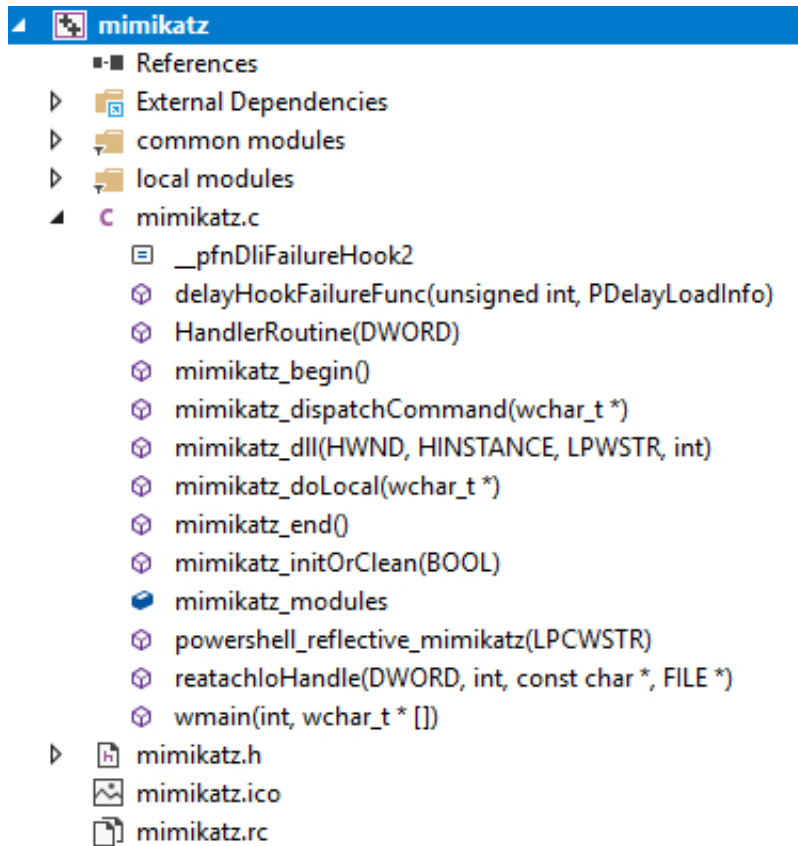 mimikatz
References
External Dependencies
common modules
local modules
C mimikatz.c
__pfnDliFailureHook2
delayHookFailureFunc(unsigned int, PDelayLoadInfo)
HandlerRoutine(DWORD)
mimikatz_begin()
mimikatz_dispatchCommand(wchar_t *)
mimikatz_dll(HWND, HINSTANCE, LPWSTR, int)
mimikatz_doLocal(wchar_t *)
mimikatz_end()
mimikatz_initOrClean(BOOL)
mimikatz_modules
powershell_reflective_mimikatz(LPCWSTR)
reatachIoHandle(DWORD, int, const char *, FILE *)
wmain(int, wchar_t * [])
h mimikatz.h
mimikatz.ico
mimikatz.rc